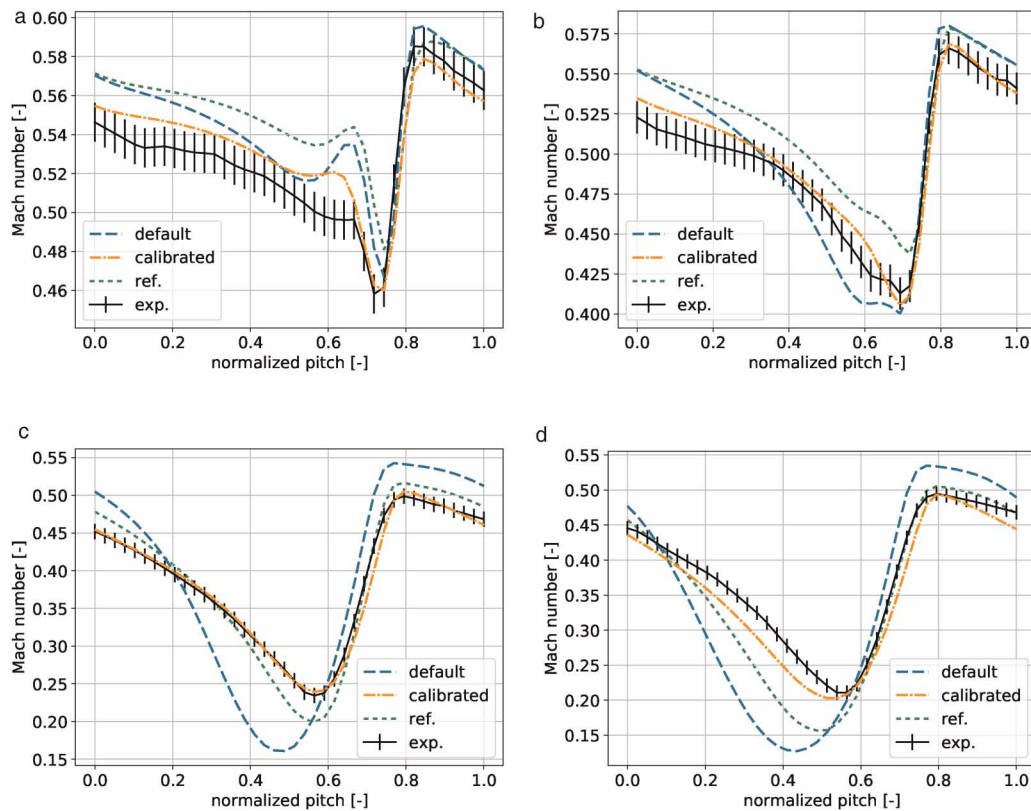 a
0.60
0.58
0.56
0.54
0.52
0.50
0.48
0.46
Mach number [-]
default
calibrated
ref.
exp.
0.0 0.2 0.4 0.6 0.8 1.0
normalized pitch [-]
b
0.575
0.550
0.525
0.500
0.475
0.450
0.425
0.400
Mach number [-]
default
calibrated
ref.
exp.
0.0 0.2 0.4 0.6 0.8 1.0
normalized pitch [-]
c
0.55
0.50
0.45
0.40
0.35
0.30
0.25
0.20
0.15
Mach number [-]
default
calibrated
ref.
exp.
0.0 0.2 0.4 0.6 0.8 1.0
normalized pitch [-]
d
0.55
0.50
0.45
0.40
0.35
0.30
0.25
0.20
0.15
Mach number [-]
default
calibrated
ref.
exp.
0.0 0.2 0.4 0.6 0.8 1.0
normalized pitch [-]